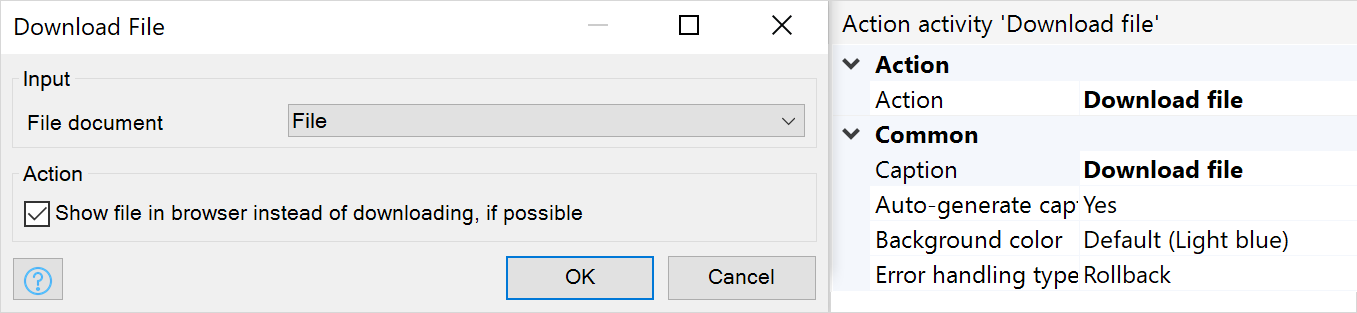 Download File
Input
File document
File
Action
Show file in browser instead of downloading, if possible
?
OK
Cancel
Action activity 'Download file'
Action
Action Download file
Common
Caption Download file
Auto-generate cap Yes
Background color Default (Light blue)
Error handling type Rollback